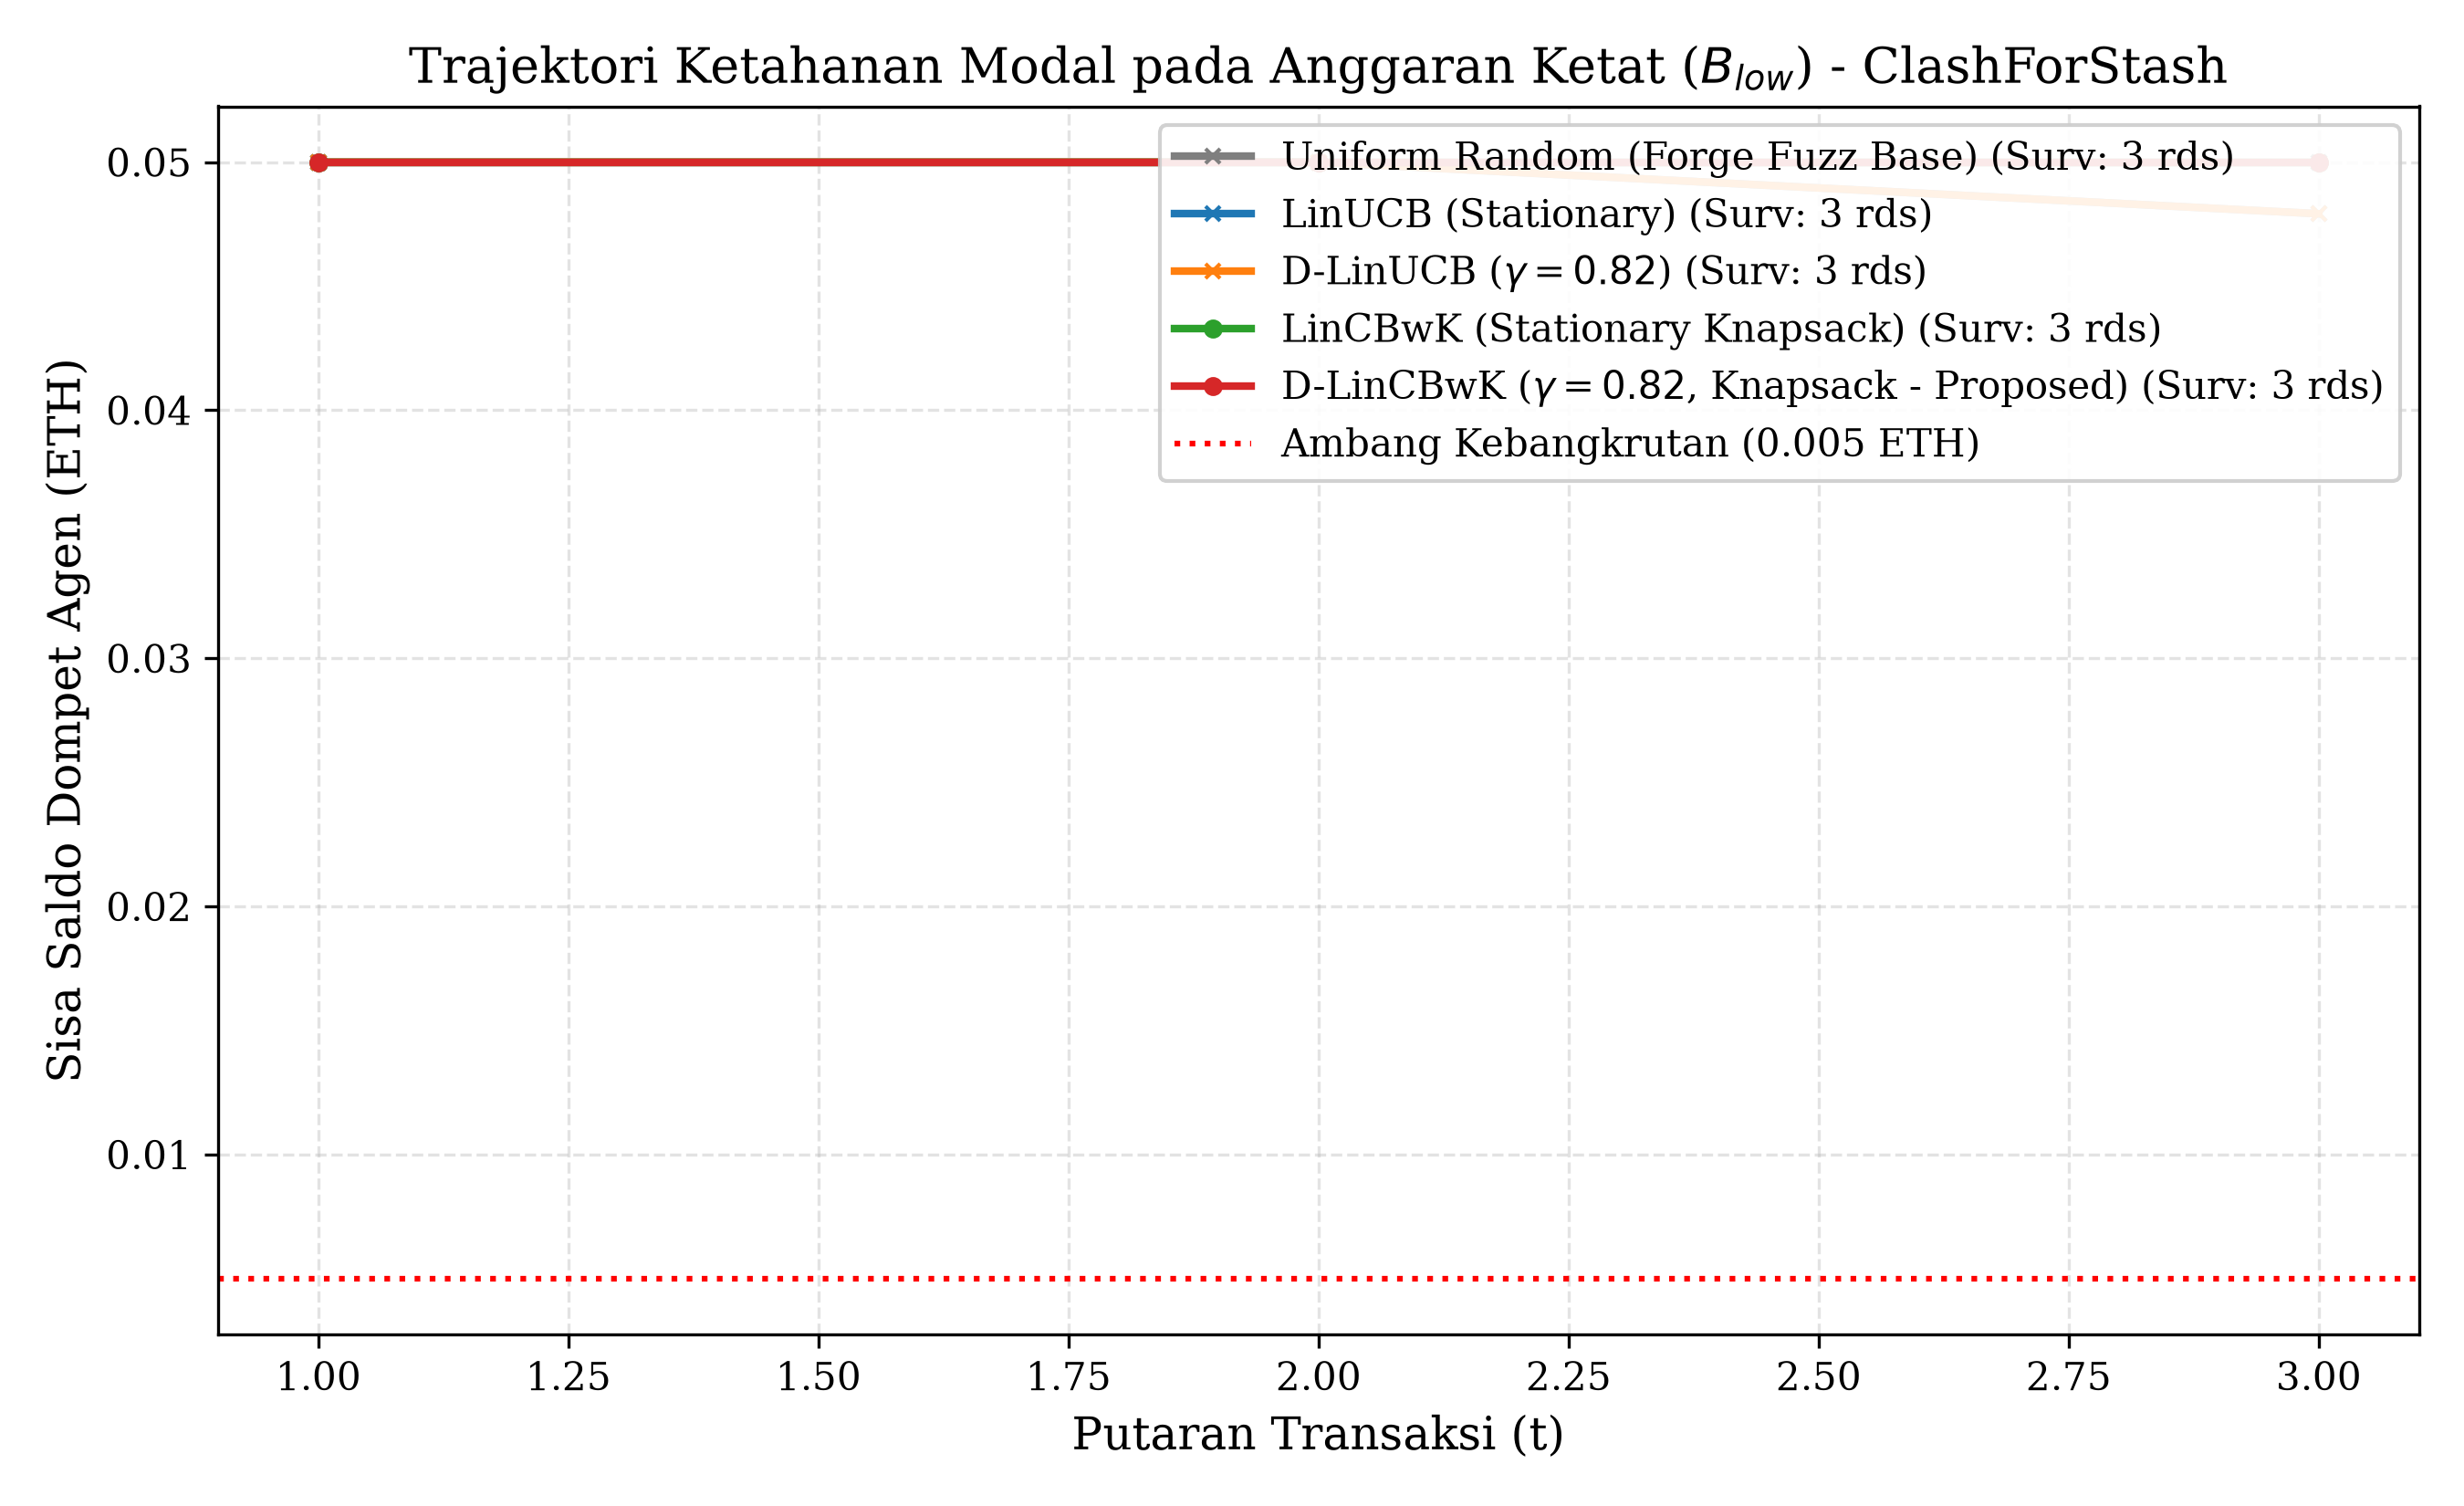 Trajektori Ketahanan Modal pada Anggaran Ketat (B_low) - ClashForStash
Uniform Random (Forge Fuzz Base) (Surv: 3 rds)
LinUCB (Stationary) (Surv: 3 rds)
D-LinUCB (γ = 0.82) (Surv: 3 rds)
LinCBwK (Stationary Knapsack) (Surv: 3 rds)
D-LinCBwK (γ = 0.82, Knapsack - Proposed) (Surv: 3 rds)
Ambang Kebangkrutan (0.005 ETH)
Sisa Saldo Dompet Agen (ETH)
0.05
0.04
0.03
0.02
0.01
1.00 1.25 1.50 1.75 2.00 2.25 2.50 2.75 3.00
Putaran Transaksi (t)